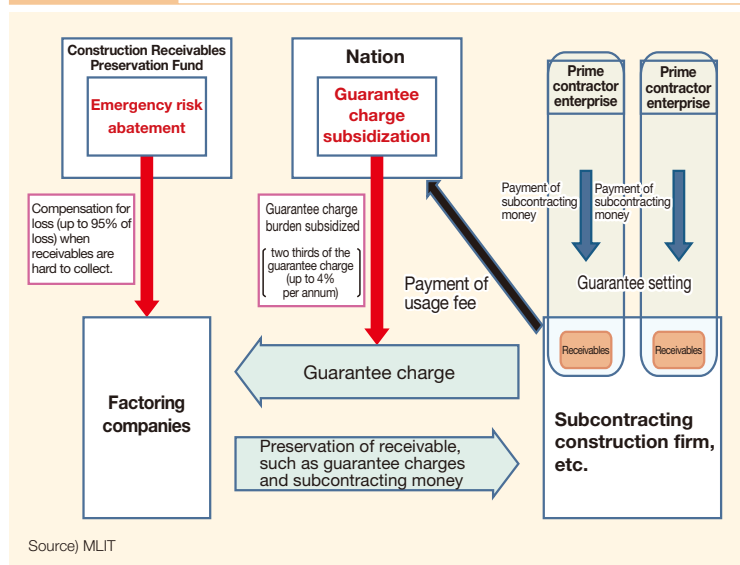 Construction Receivables
Preservation Fund
Emergency risk
abatement
Nation
Guarantee
charge
subsidization
Prime
contractor
enterprise
Prime
contractor
enterprise
Compensation for
loss (up to 95% of
loss) when
receivables are
hard to collect.
Guarantee charge
burden subsidized
two thirds of the
guarantee charge
(up to 4%
per annum)
Payment of
usage fee
Payment of
subcontracting
money
Payment of
subcontracting
money
Guarantee setting
Receivables
Receivables
Factoring
companies
Guarantee charge
Preservation of receivable,
such as guarantee charges
and subcontracting money
Subcontracting
construction firm,
etc.
Source) MLIT